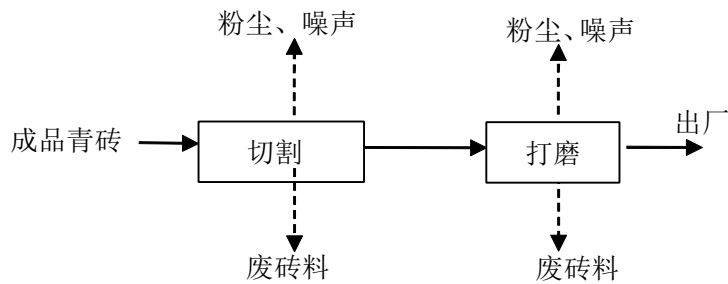 粉尘、噪声
粉尘、噪声
成品青砖
切割
打磨
出厂
废砖料
废砖料